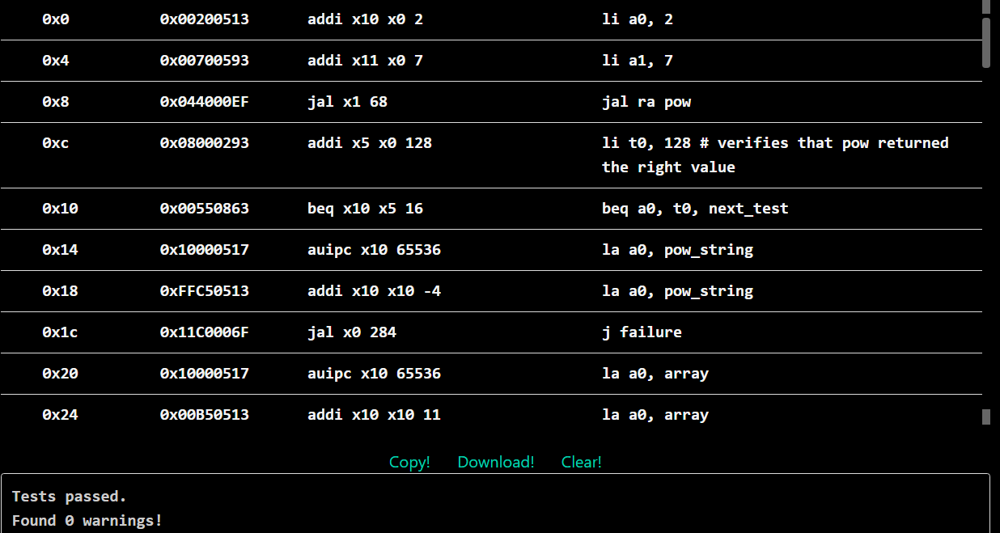 0x0 0x00200513 addi x10 x0 2 li a0, 2
0x4 0x00700593 addi x11 x0 7 li a1, 7
0x8 0x044000EF jal x1 68 jal ra pow
0xc 0x08000293 addi x5 x0 128 li t0, 128 # verifies that pow returned
the right value
0x10 0x00550863 beq x10 x5 16 beq a0, t0, next_test
0x14 0x10000517 auipc x10 65536 la a0, pow_string
0x18 0xFFC50513 addi x10 x10 -4 la a0, pow_string
0x1c 0x11C0006F jal x0 284 j failure
0x20 0x10000517 auipc x10 65536 la a0, array
0x24 0x00B50513 addi x10 x10 11 la a0, array
Copy! Download! Clear!
Tests passed.
Found 0 warnings!